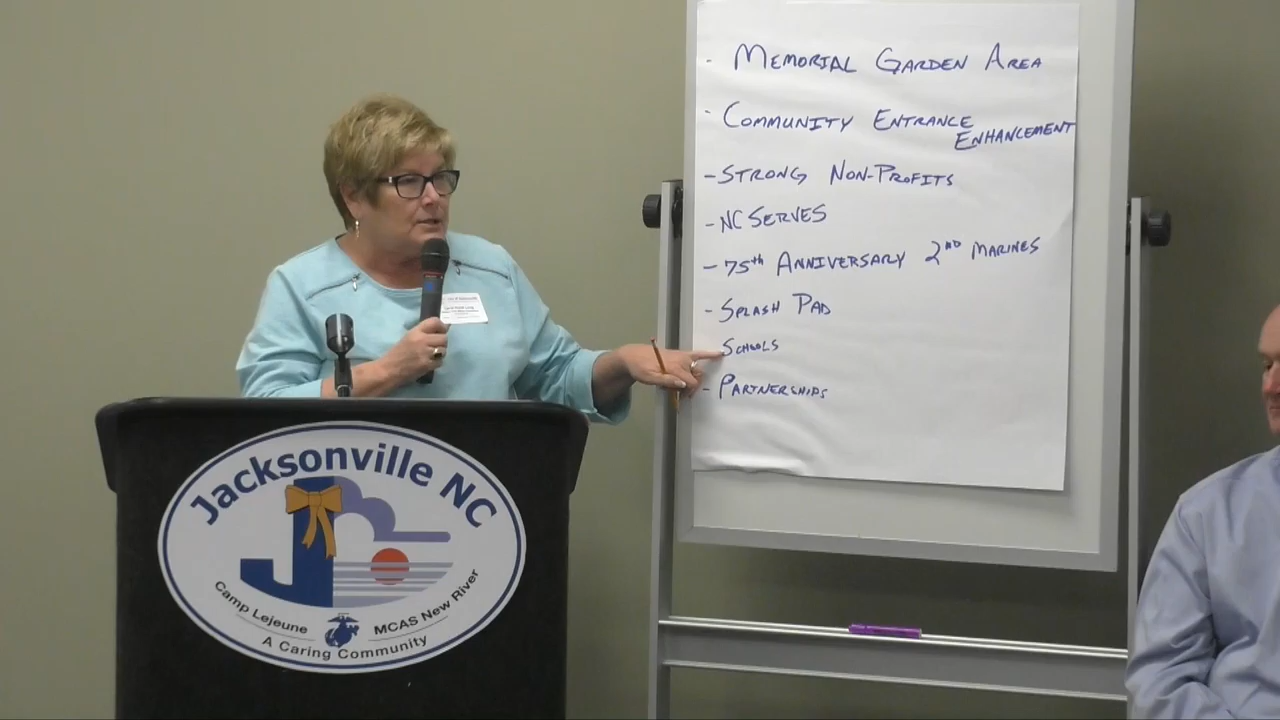 · MEMORIAL GARDEN AREA
· COMMUNITY ENTRANCE
ENHANCEMENT
- STRONG NON-PROFITS
- NC SERVES
- 75th ANNIVERSARY 2ND MARINES
- SPLASH PAD
SCHOOLS
- PARTNERSHIPS
Jacksonville NC
Camp Lejeune
MCAS New River
A Caring Community